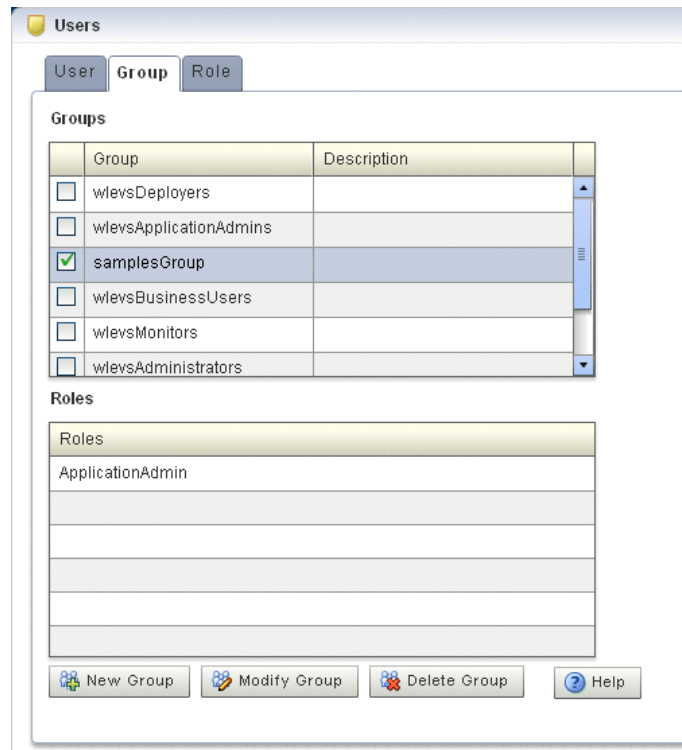 Users
User Group Role
Groups
Group Description
wlevsDeployers
wlevsApplicationAdmins
samplesGroup
wlevsBusinessUsers
wlevsMonitors
wlevsAdministrators
Roles
Roles
ApplicationAdmin
New Group Modify Group Delete Group Help